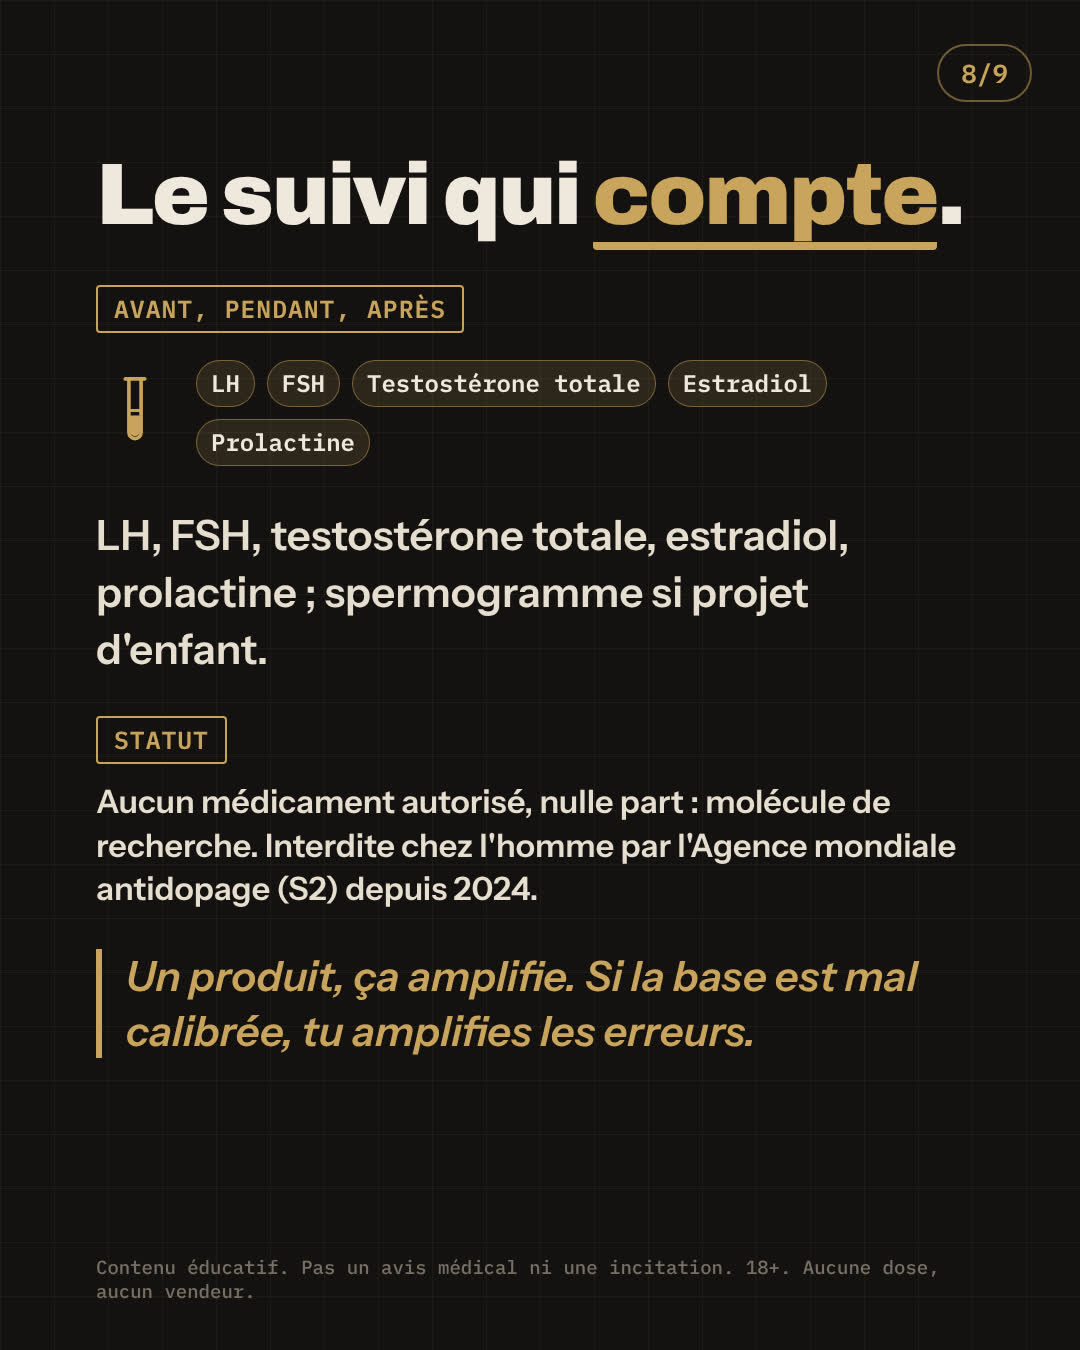 8/9
Le suivi qui compte.
AVANT, PENDANT, APRÈS
LH FSH Testostérone totale Estradiol
Prolactine
LH, FSH, testostérone totale, estradiol,
prolactine ; spermogramme si projet
d'enfant.
STATUT
Aucun médicament autorisé, nulle part : molécule de
recherche. Interdite chez l'homme par l'Agence mondiale
antidopage (S2) depuis 2024.
Un produit, ça amplifie. Si la base est mal
calibrée, tu amplifies les erreurs.
Contenu éducatif. Pas un avis médical ni une incitation. 18+. Aucune dose,
aucun vendeur.